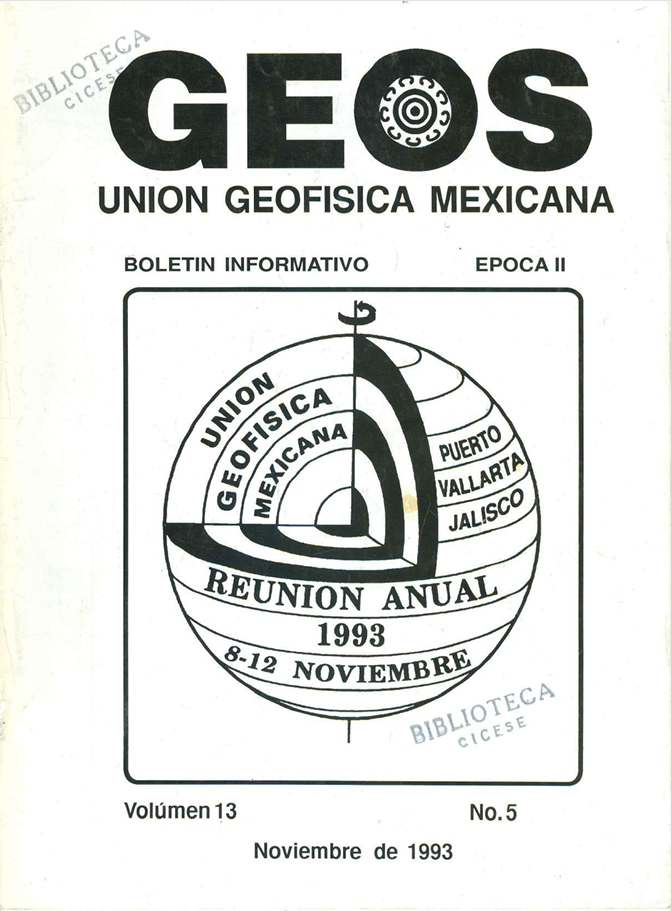 BIBLIOTECA
CICESE
GEOS
UNION GEOFISICA MEXICANA
BOLETIN INFORMATIVO EPOCA II
UNION
GEOFISICA
MEXICANA
PUERTO
VALLARTA
JALISCO
REUNION ANUAL
1993
8-12 NOVIEMBRE
BIBLIOTECA
CICESE
Volúmen 13 No. 5
Noviembre de 1993